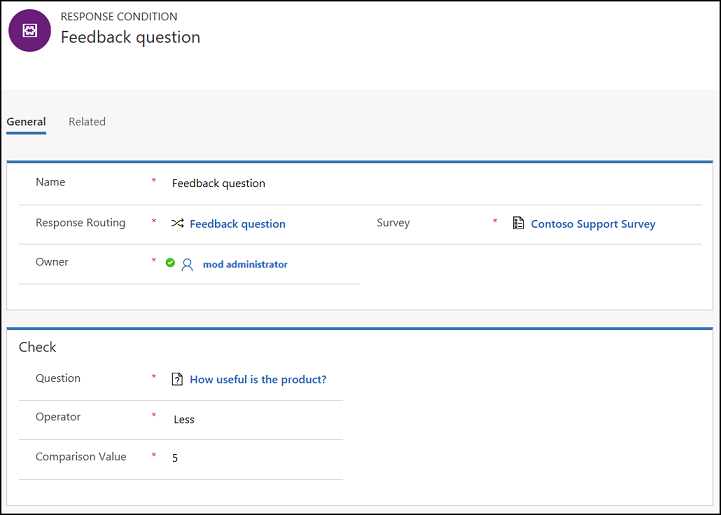 RESPONSE CONDITION
Feedback question
General Related
Name * Feedback question
Response Routing * Feedback question Survey * Contoso Support Survey
Owner * mod administrator
Check
Question * How useful is the product?
Operator * Less
Comparison Value * 5